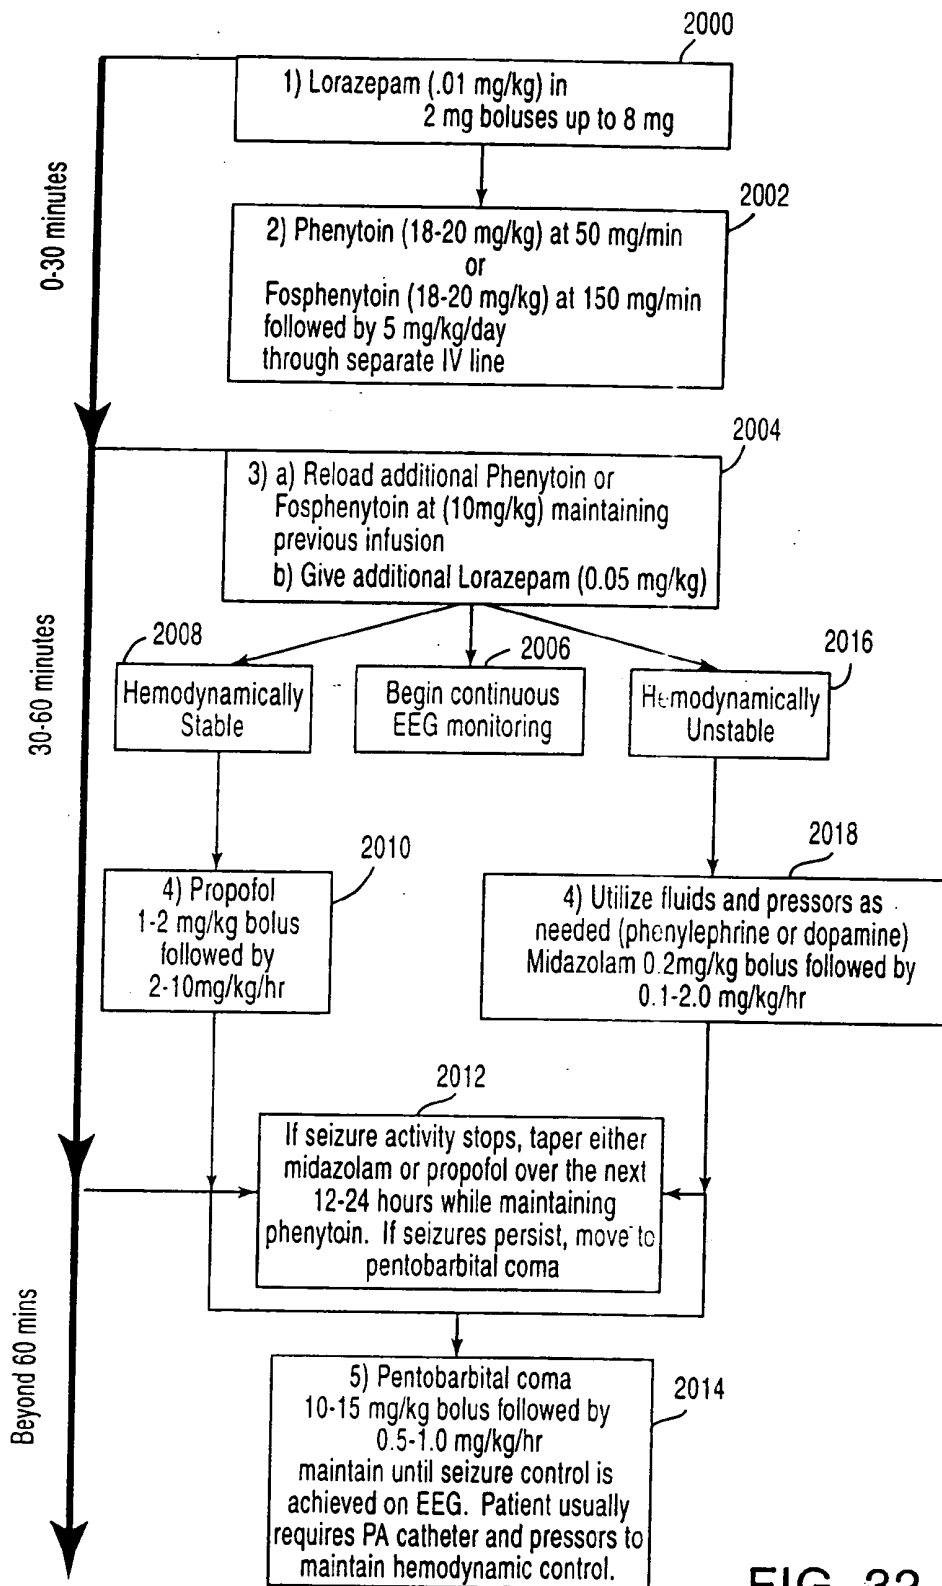 2000
1) Lorazepam (.01 mg/kg) in
2 mg boluses up to 8 mg
0-30 minutes
2002
2) Phenytoin (18-20 mg/kg) at 50 mg/min
or
Fosphenytoin (18-20 mg/kg) at 150 mg/min
followed by 5 mg/kg/day
through separate IV line
2004
3) a) Reload additional Phenytoin or
Fosphenytoin at (10mg/kg) maintaining
previous infusion
b) Give additional Lorazepam (0.05 mg/kg)
30-60 minutes
2008
Hemodynamically
Stable
2006
Begin continuous
EEG monitoring
2016
Hemodynamically
Unstable
2010
4) Propofol
1-2 mg/kg bolus
followed by
2-10mg/kg/hr
2018
4) Utilize fluids and pressors as
needed (phenylephrine or dopamine)
Midazolam 0.2mg/kg bolus followed by
0.1-2.0 mg/kg/hr
2012
If seizure activity stops, taper either
midazolam or propofol over the next
12-24 hours while maintaining
phenytoin. If seizures persist, move to
pentobarbital coma
Beyond 60 mins
2014
5) Pentobarbital coma
10-15 mg/kg bolus followed by
0.5-1.0 mg/kg/hr
maintain until seizure control is
achieved on EEG. Patient usually
requires PA catheter and pressors to
maintain hemodynamic control.
FIG. 32